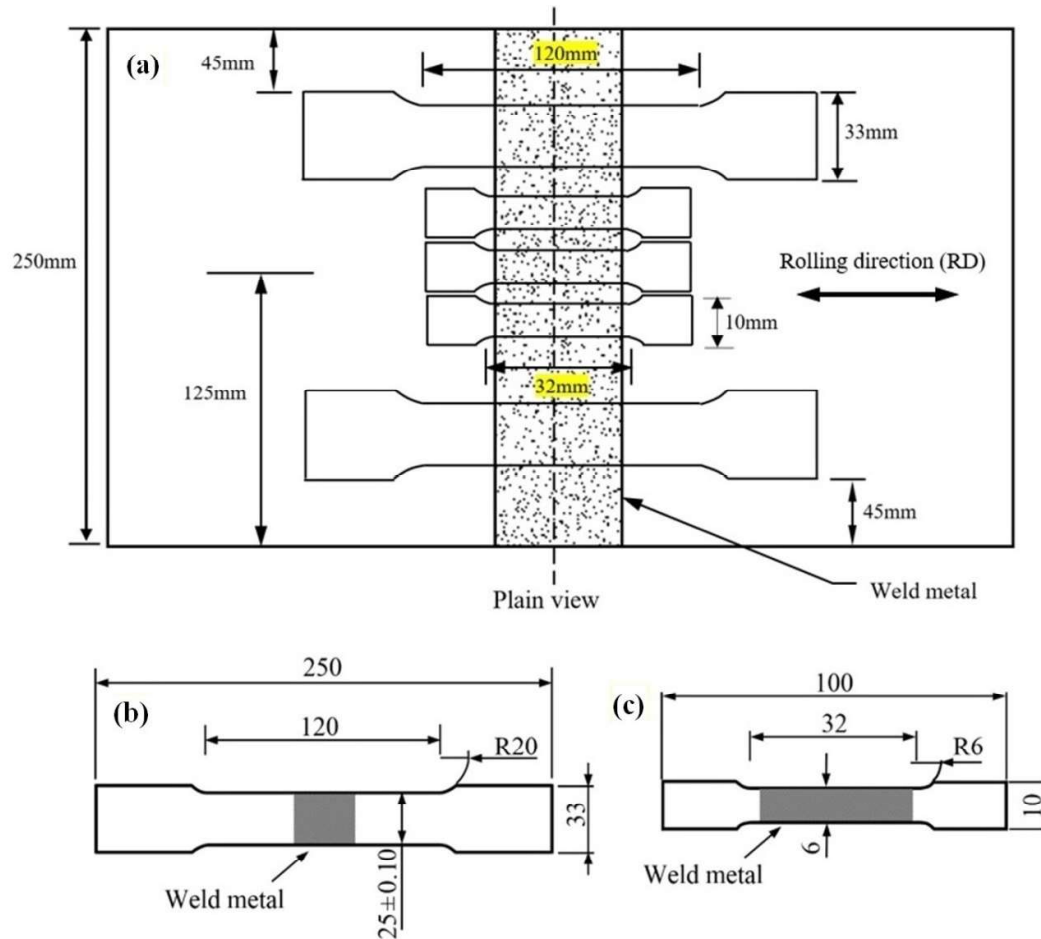 (a)
45mm
120mm
33mm
250mm
Rolling direction (RD)
10mm
125mm
32mm
45mm
Weld metal
Plain view
250
(b)
120
R20
33
25±0.10
Weld metal
100
(c)
32
R6
10
6
Weld metal